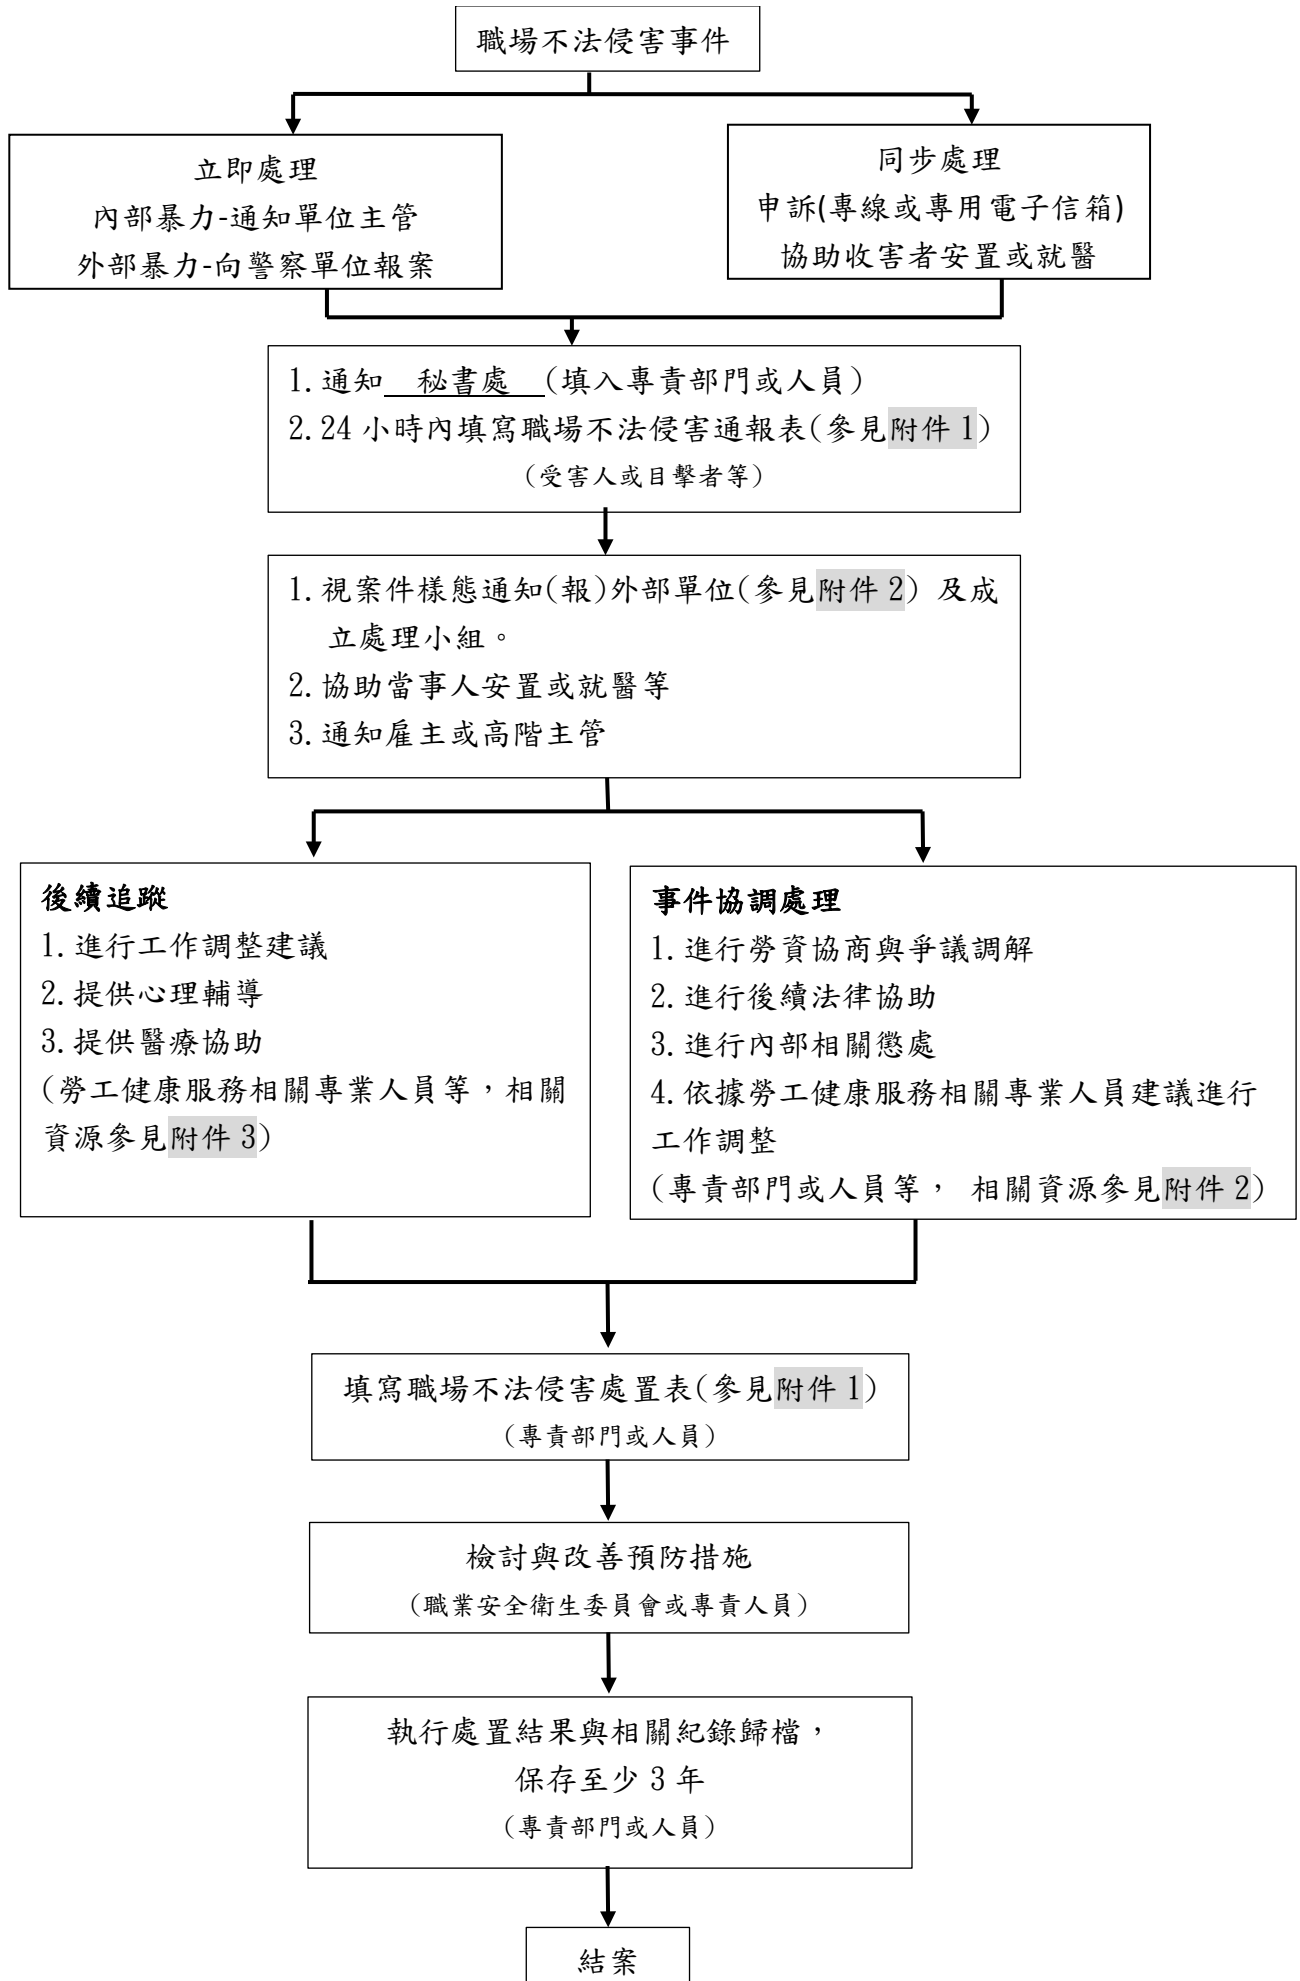 職場不法侵害事件
立即處理
內部暴力-通知單位主管
外部暴力-向警察單位報案
同步處理
申訴(專線或專用電子信箱)
協助收害者安置或就醫
1.通知 秘書處 (填入專責部門或人員)
2.24 小時內填寫職場不法侵害通報表(參見附件 1)
(受害人或目擊者等)
1.視案件樣態通知(報)外部單位(參見附件 2) 及成
立處理小組。
2.協助當事人安置或就醫等
3.通知雇主或高階主管
後續追蹤
1.進行工作調整建議
2.提供心理輔導
3.提供醫療協助
(勞工健康服務相關專業人員等，相關
資源參見附件 3)
事件協調處理
1.進行勞資協商與爭議調解
2.進行後續法律協助
3.進行內部相關懲處
4.依據勞工健康服務相關專業人員建議進行
工作調整
(專責部門或人員等， 相關資源參見附件 2)
填寫職場不法侵害處置表(參見附件 1)
(專責部門或人員)
檢討與改善預防措施
(職業安全衛生委員會或專責人員)
執行處置結果與相關紀錄歸檔，
保存至少 3 年
(專責部門或人員)
結案